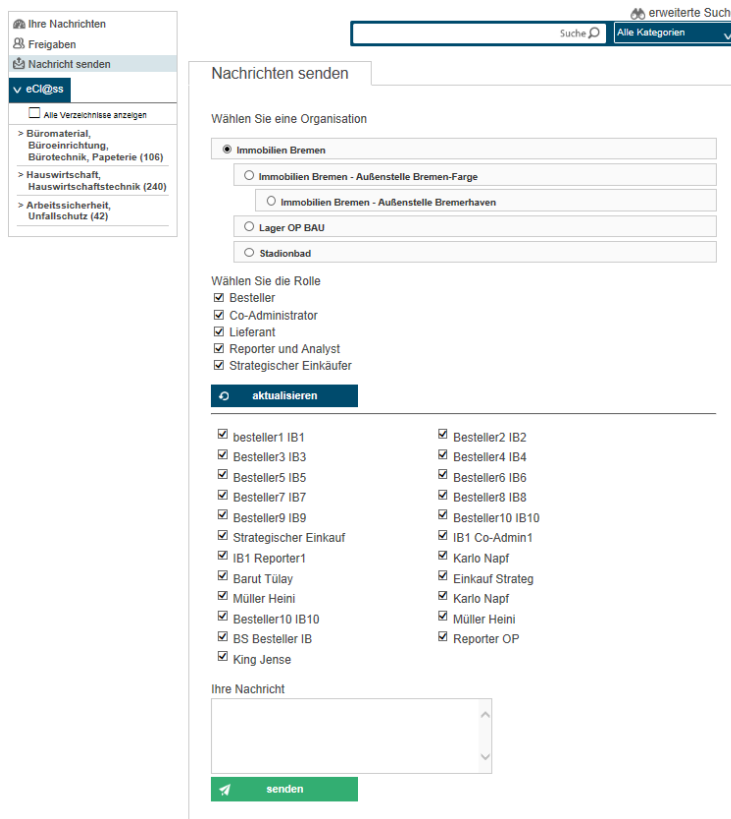 erweiterte Suche
Suche
Alle Kategorien
Ihre Nachrichten
Freigaben
Nachricht senden
eCl@ss
Alle Verzeichnisse anzeigen
> Büromaterial,
Büroeinrichtung,
Bürotechnik, Papeterie (106)
> Hauswirtschaft,
Hauswirtschaftstechnik (240)
> Arbeitssicherheit,
Unfallschutz (42)
Nachrichten senden
Wählen Sie eine Organisation
Immobilien Bremen
Immobilien Bremen - Außenstelle Bremen-Farge
Immobilien Bremen - Außenstelle Bremerhaven
Lager OP BAU
Stadionbad
Wählen Sie die Rolle
Besteller
Co-Administrator
Lieferant
Reporter und Analyst
Strategischer Einkäufer
aktualisieren
besteller1 IB1 Besteller2 IB2
Besteller3 IB3 Besteller4 IB4
Besteller5 IB5 Besteller6 IB6
Besteller7 IB7 Besteller8 IB8
Besteller9 IB9 Besteller10 IB10
Strategischer Einkauf IB1 Co-Admin1
IB1 Reporter1 Karlo Napf
Barut Tülay Einkauf Strateg
Müller Heini Karlo Napf
Besteller10 IB10 Müller Heini
BS Besteller IB Reporter OP
King Jense
Ihre Nachricht
senden